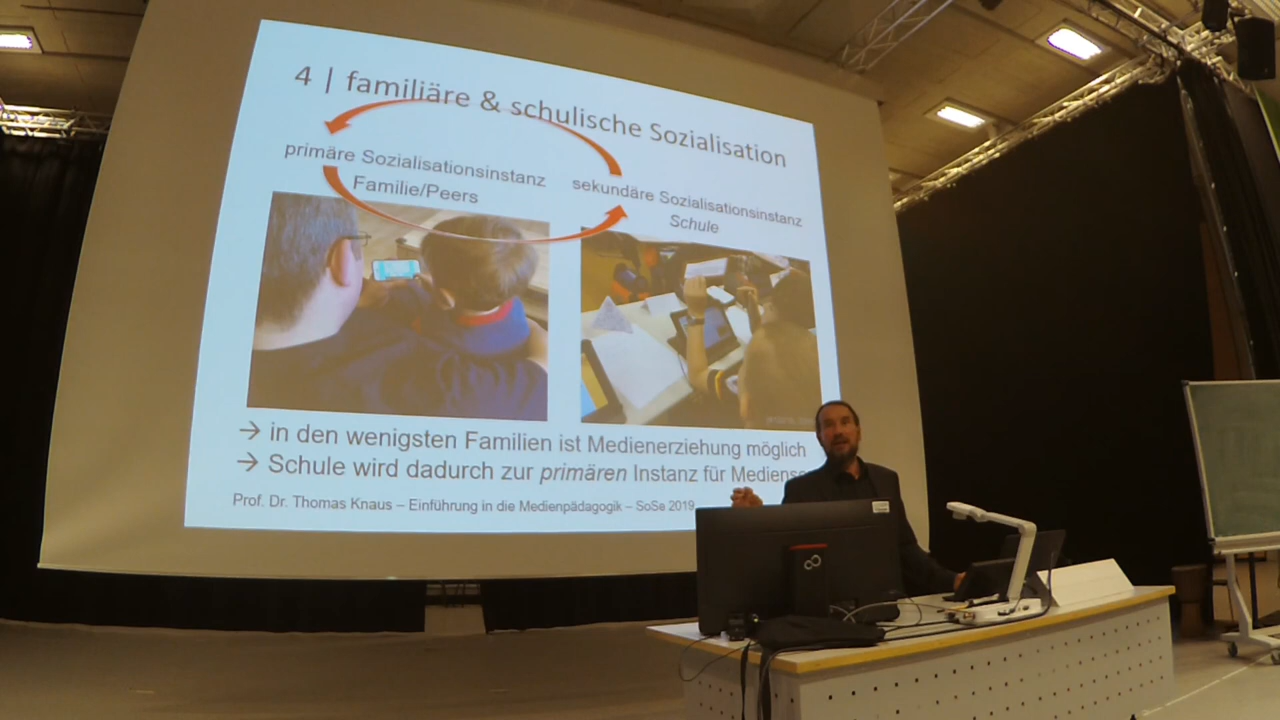 4 | familiäre & schulische Sozialisation
primäre Sozialisationsinstanz
Familie/Peers
sekundäre Sozialisationsinstanz
Schule
→ in den wenigsten Familien ist Medienerziehung möglich
→ Schule wird dadurch zur primären Instanz für
Prof. Dr. Thomas Knaus – Einführung in die Medienpädagogik – SoSe 2019